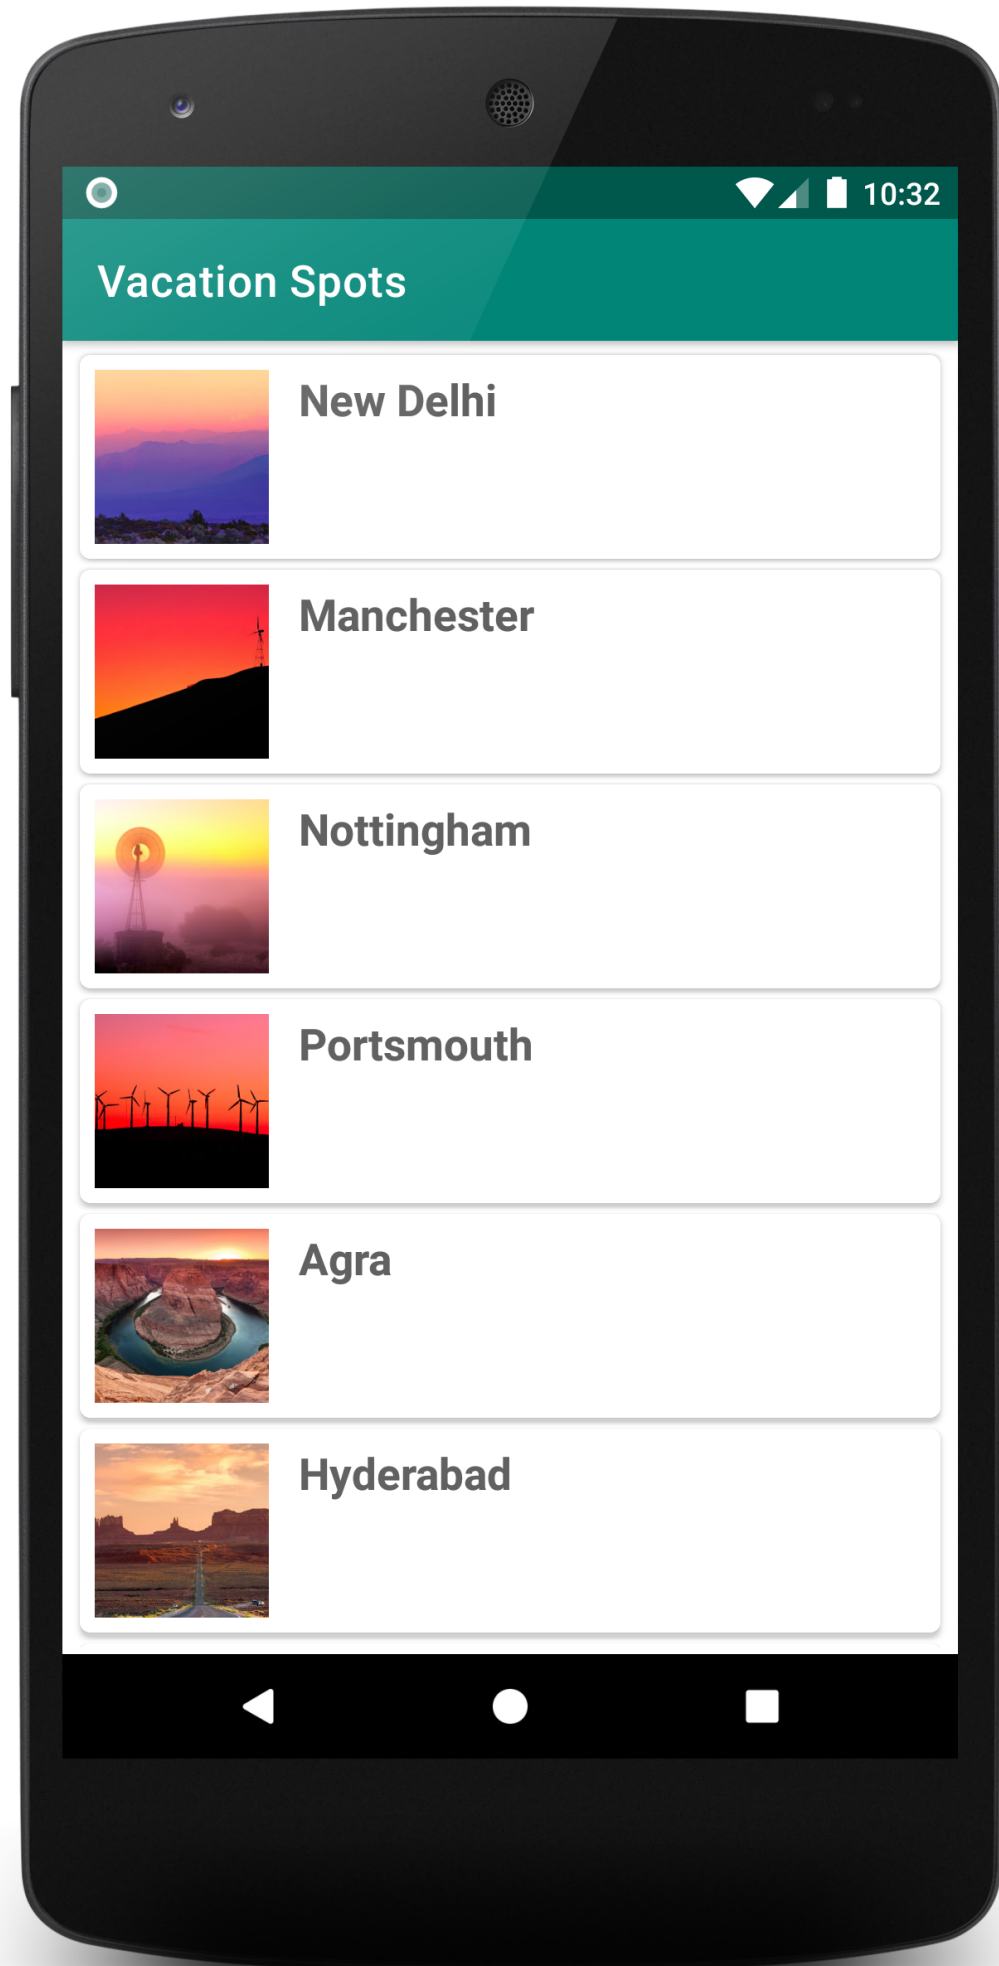 10:32
Vacation Spots
New Delhi
Manchester
Nottingham
Portsmouth
Agra
Hyderabad